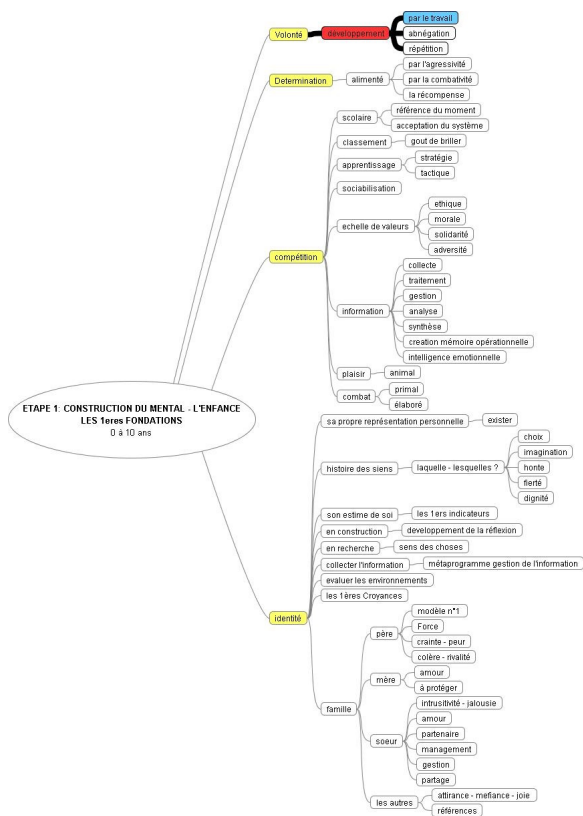 ETAPE 1: CONSTRUCTION DU MENTAL - L'ENFANCE
LES 1eres FONDATIONS
0 à 10 ans
Volonté
développement
par le travail
abnégation
répétition
Determination
alimenté
par l'agressivité
par la combativité
la récompense
compétition
scolaire
référence du moment
acceptation du système
classement
gout de briller
apprentissage
stratégie
tactique
sociabilisation
echelle de valeurs
ethique
morale
solidarité
adversité
information
collecte
traitement
gestion
analyse
synthèse
creation mémoire opérationnelle
intelligence emotionnelle
plaisir
animal
combat
primal
élaboré
identité
sa propre représentation personnelle
exister
histoire des siens
laquelle - lesquelles ?
choix
imagination
honte
fierté
dignité
son estime de soi
les 1ers indicateurs
en construction
developpement de la réflexion
en recherche
sens des choses
collecter l'information
métaprogramme gestion de l'information
evaluer les environnements
les 1ères Croyances
famille
père
modèle n°1
Force
crainte - peur
colère - rivalité
mère
amour
à protéger
soeur
intrusitivité - jalousie
amour
partenaire
management
gestion
partage
les autres
attirance - mefiance - joie
références